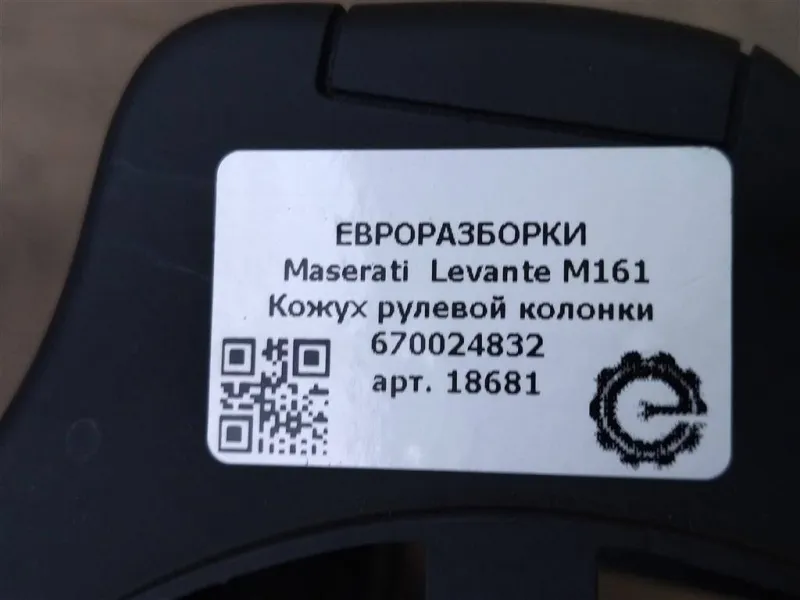 ЕВРОРАЗБОРКИ
Maserati Levante M161
Кожух рулевой колонки
670024832
арт. 18681